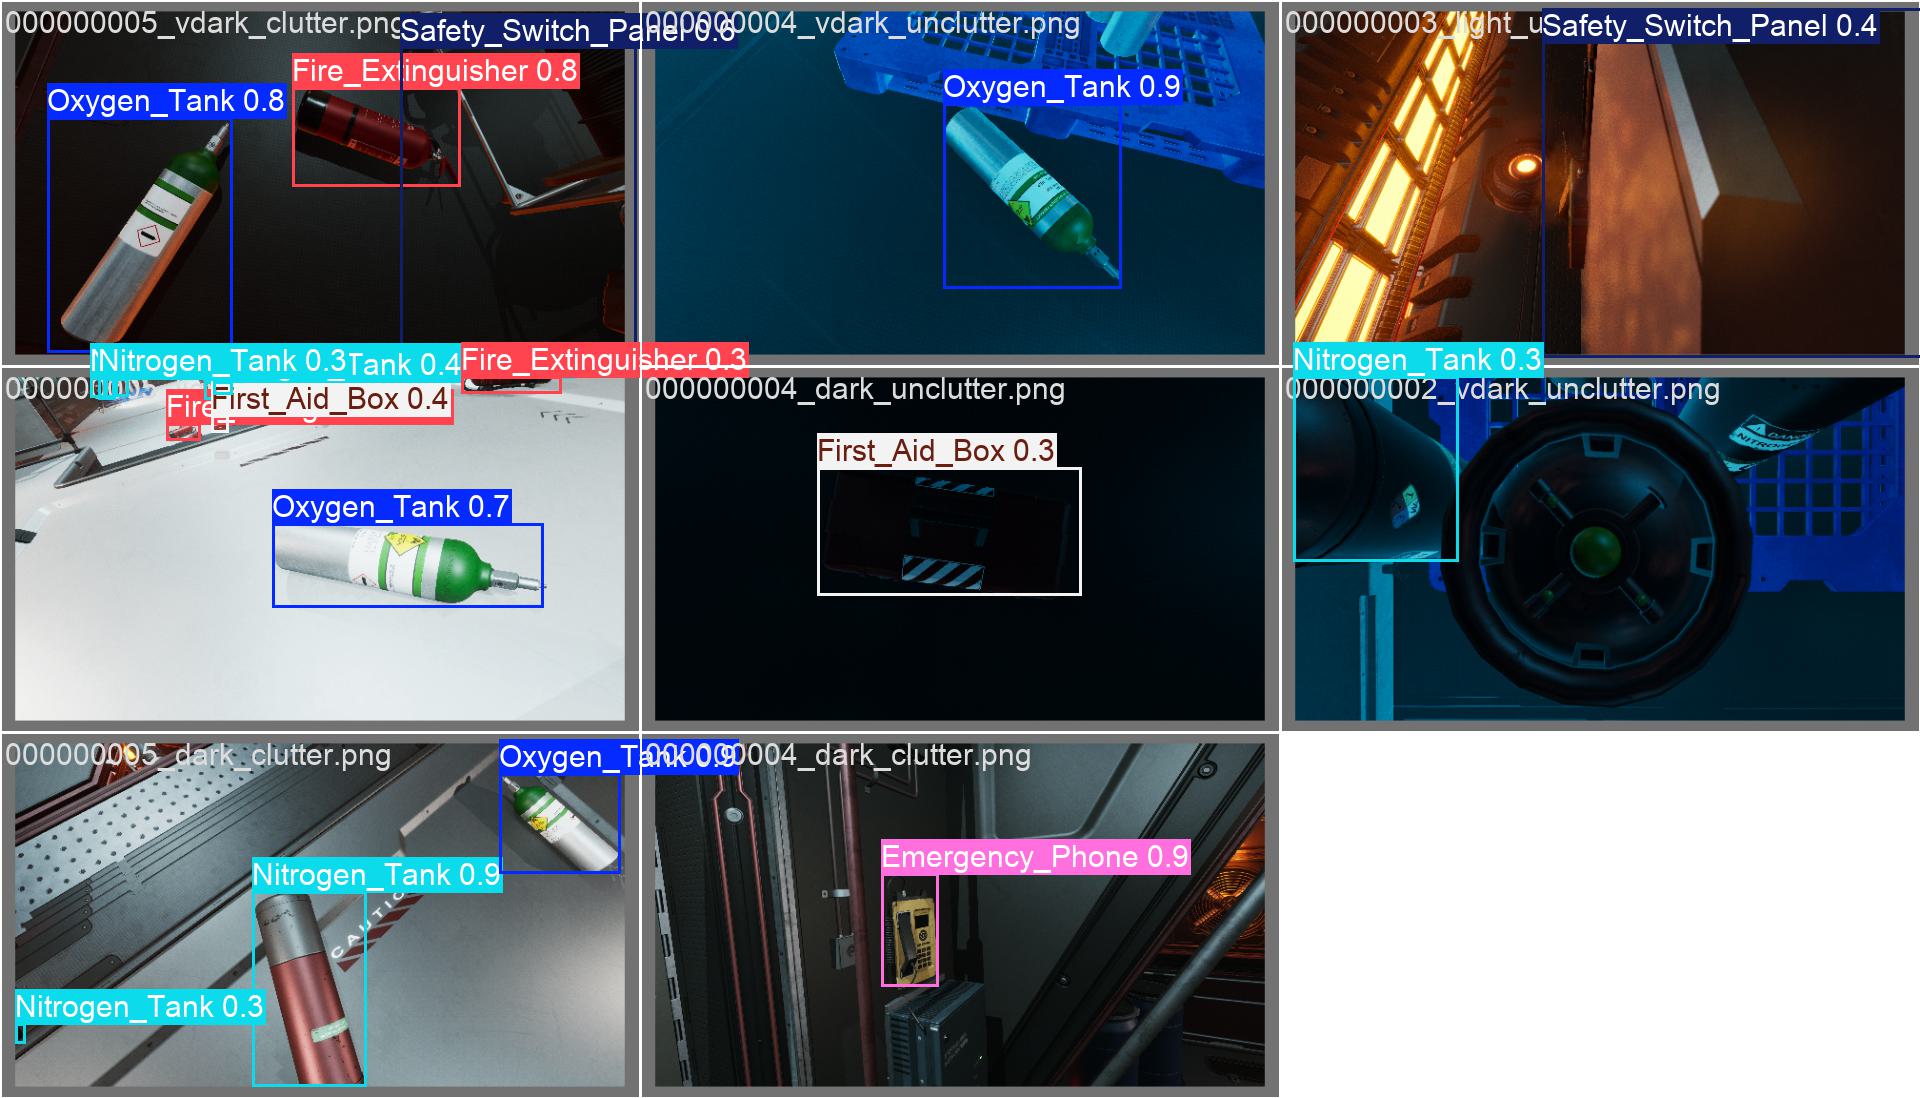 000000005_vdark_clutter.png
Safety_Switch_Panel 0.6
Fire_Extinguisher 0.8
Oxygen_Tank 0.8
000000004_vdark_unclutter.png
Oxygen_Tank 0.9
000000003_light_u
Safety_Switch_Panel 0.4
Nitrogen_Tank 0.3
Tank 0.4
Fire_Extinguisher 0.3
First_Aid_Box 0.4
Oxygen_Tank 0.7
000000004_dark_unclutter.png
First_Aid_Box 0.3
Nitrogen_Tank 0.3
000000002_vdark_unclutter.png
000000005_dark_clutter.png
Oxygen_Tank 0.9
Nitrogen_Tank 0.9
CAUTIO
Nitrogen_Tank 0.3
000000004_dark_clutter.png
Emergency_Phone 0.9